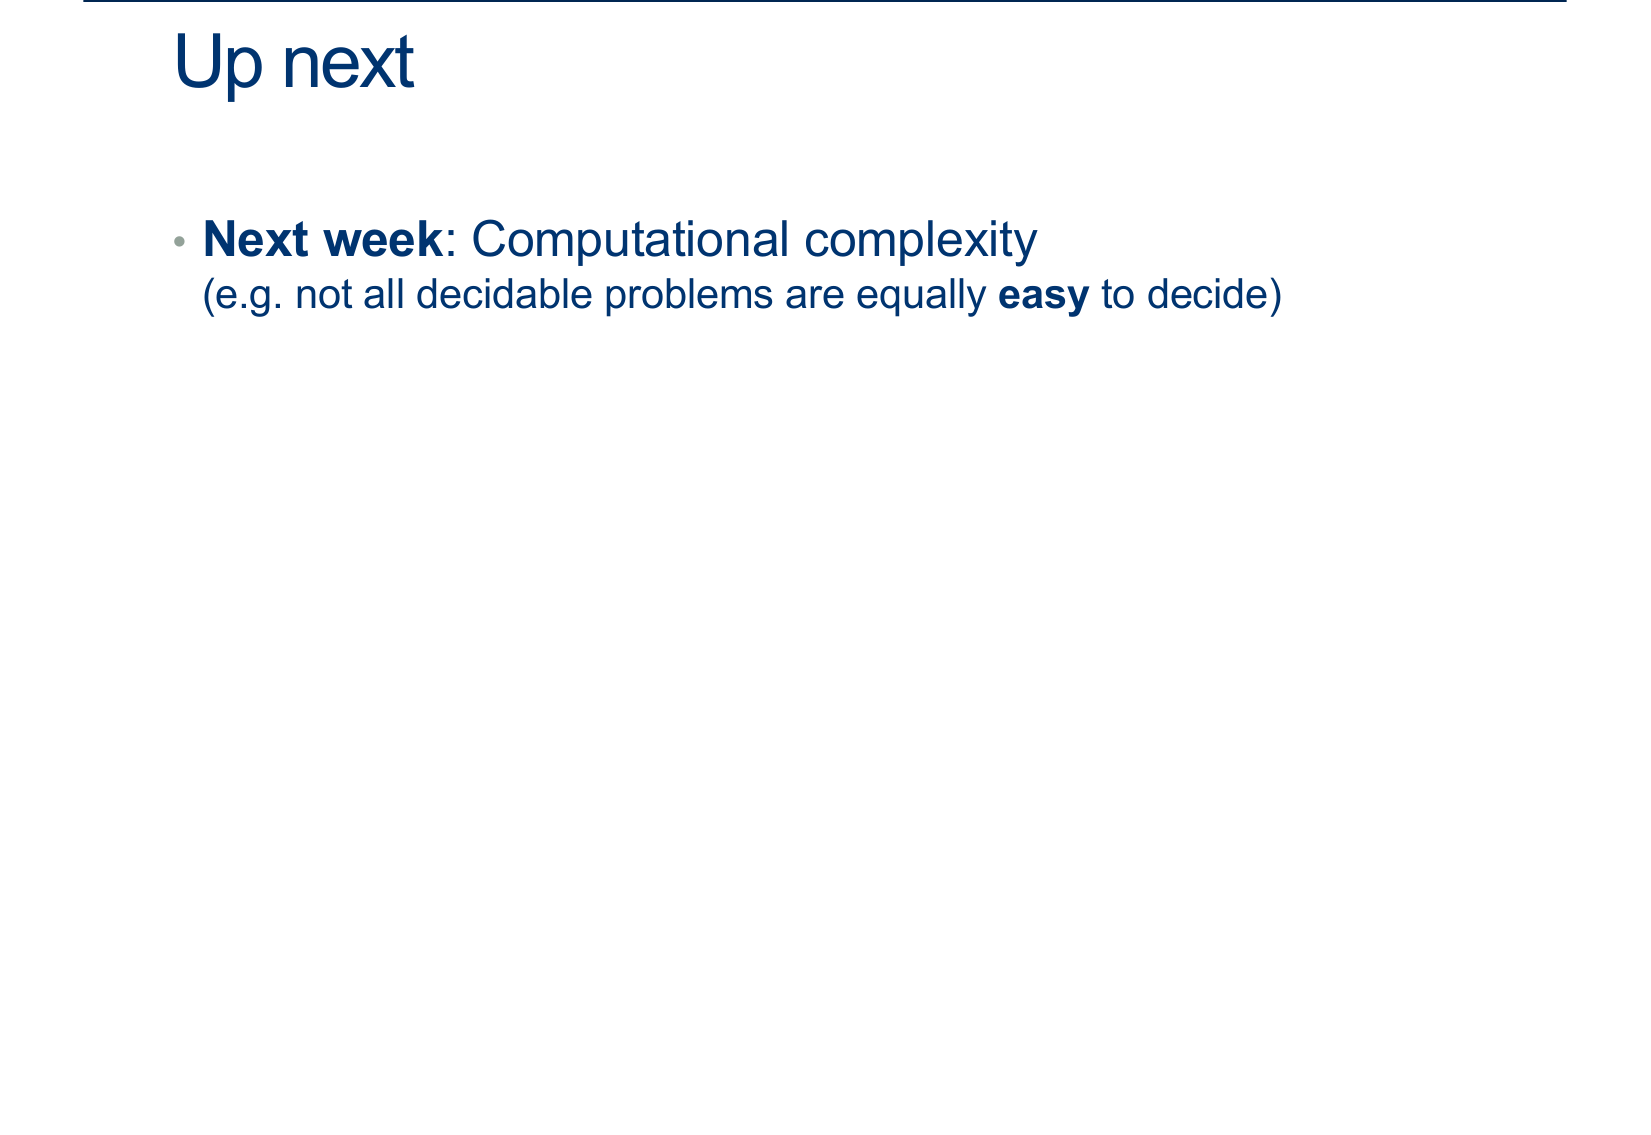 Up next
• Next week: Computational complexity
(e.g. not all decidable problems are equally easy to decide)